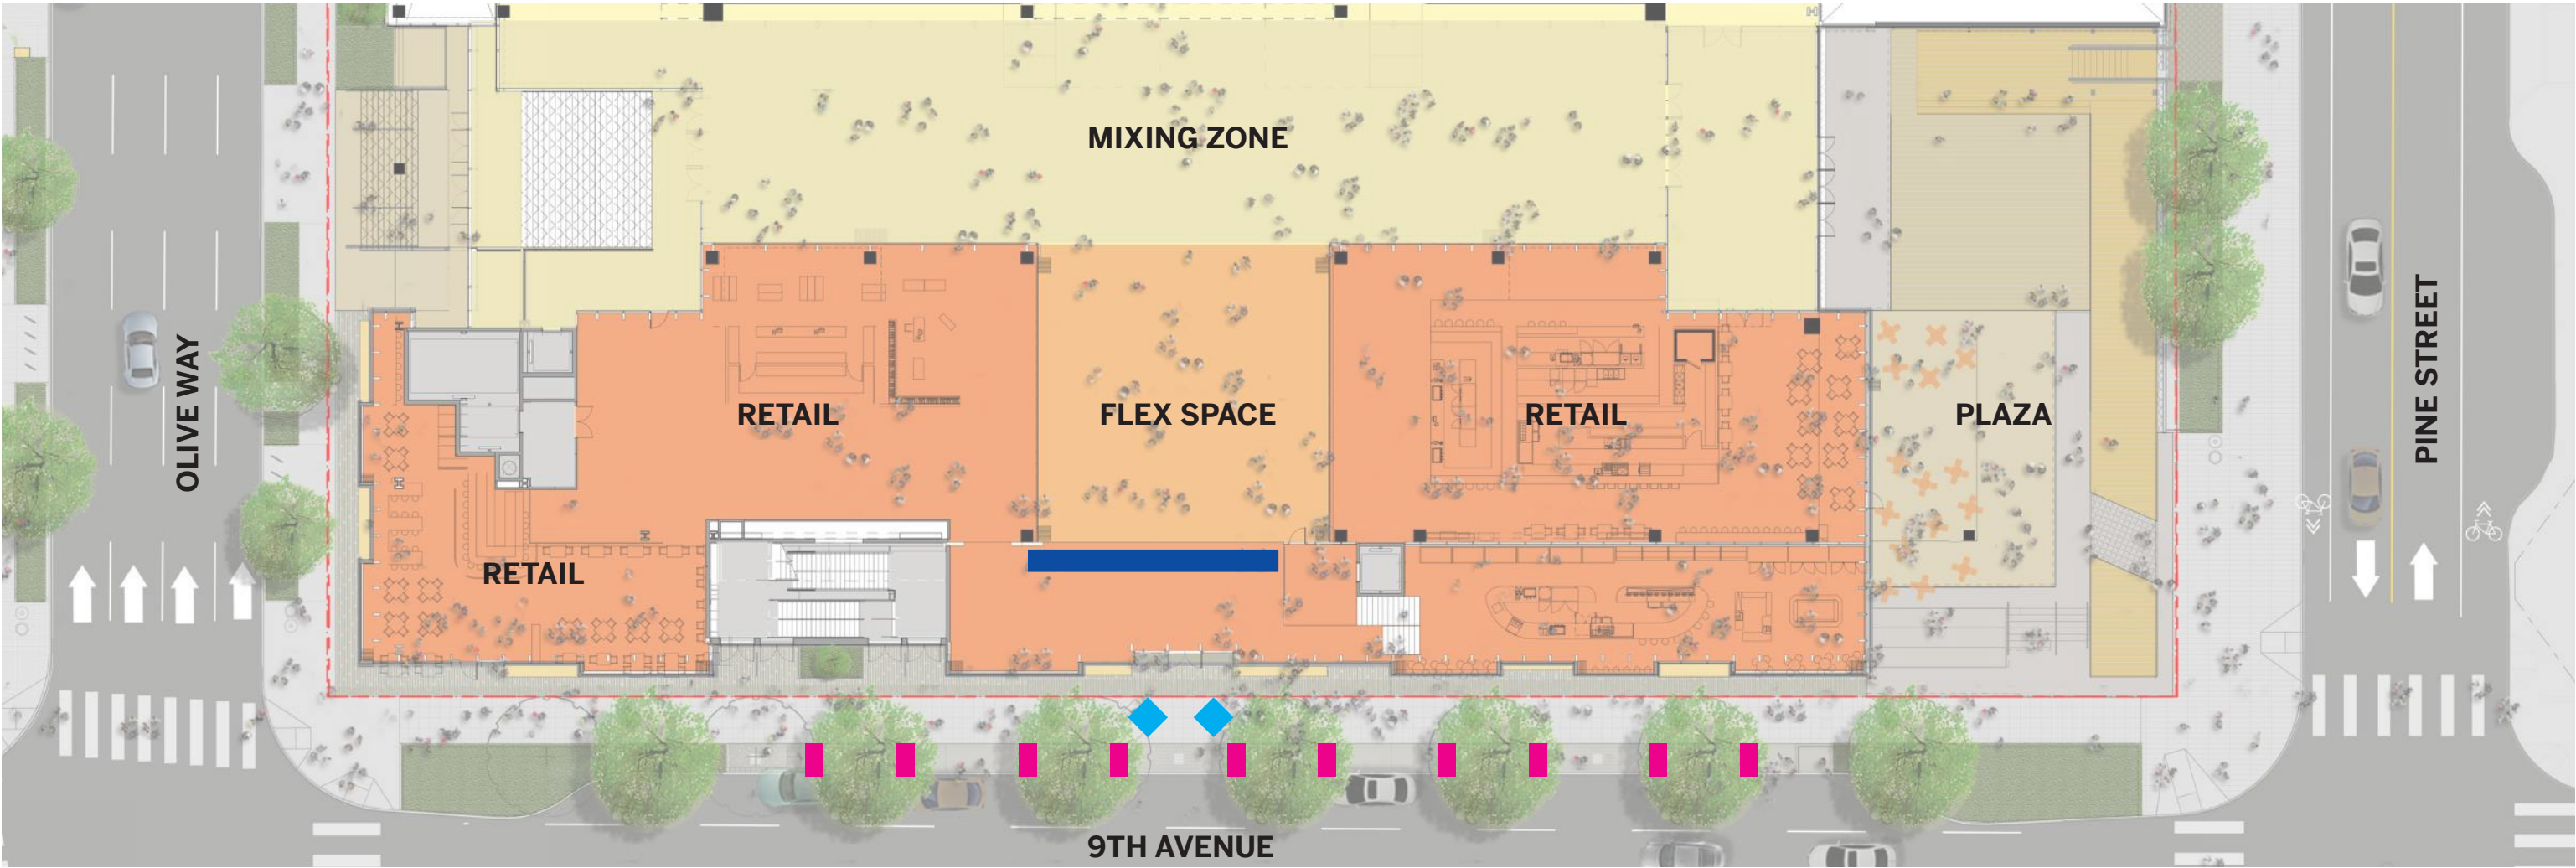 MIXING ZONE
OLIVE WAY
RETAIL
FLEX SPACE
RETAIL
PLAZA
PINE STREET
RETAIL
9TH AVENUE